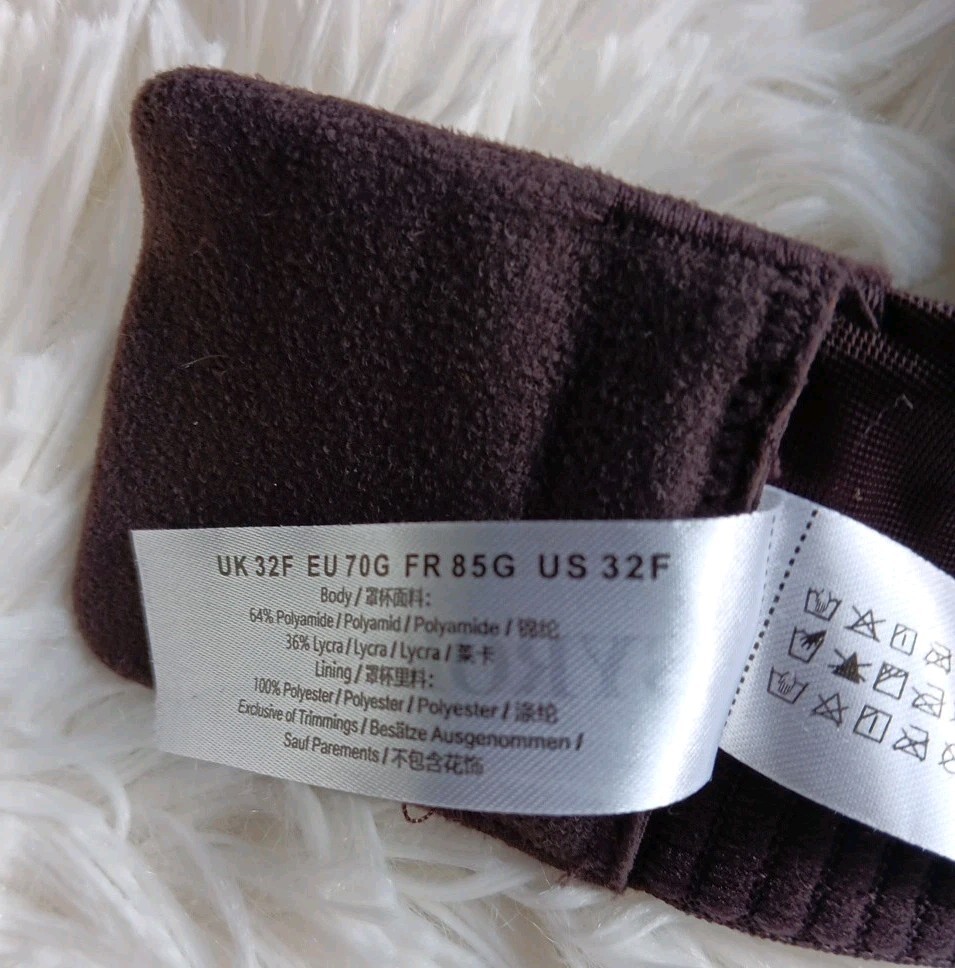 UK 32F EU 70G FR 85G US 32F
Body / 罩杯面料:
64% Polyamide / Polyamid / Polyamide / 锦纶
36% Lycra / Lycra / Lycra / 莱卡
Lining / 罩杯里料:
100% Polyester / Polyester / Polyester / 涤纶
Exclusive of Trimmings / Besätze Ausgenommen /
Sauf Parements / 不包含花饰